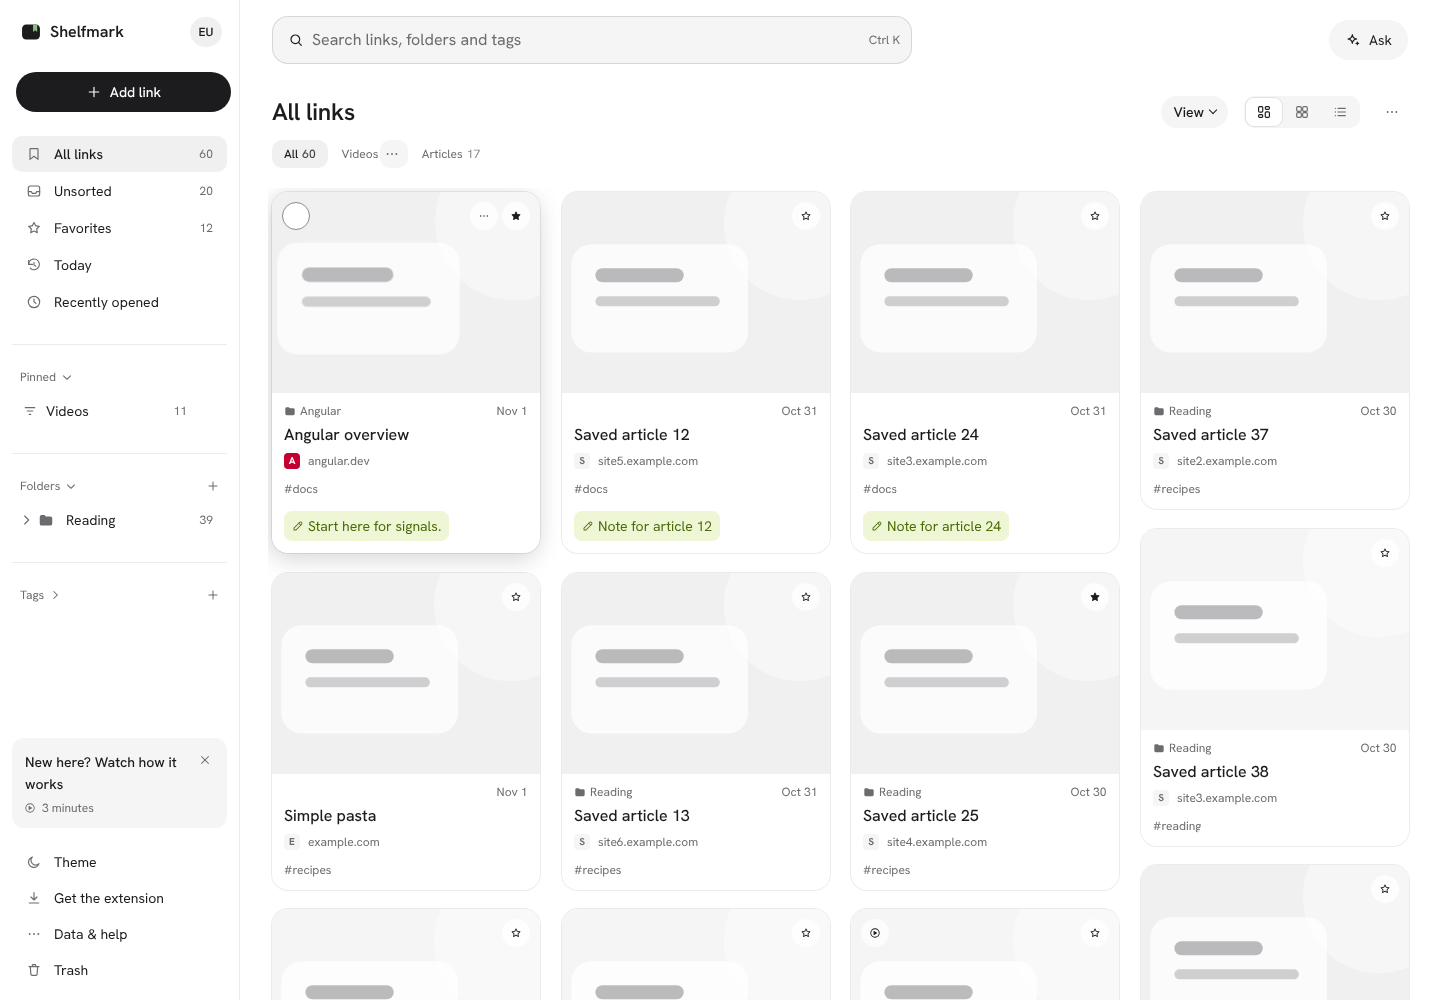 Shelfmark
EU
Add link
All links 60
Unsorted 20
Favorites 12
Today
Recently opened
Pinned
Videos 11
Folders
Reading 39
Tags
New here? Watch how it
works
3 minutes
Theme
Get the extension
Data & help
Trash
Search links, folders and tags Ctrl K
Ask
All links
View
All 60 Videos Articles 17
Angular Nov 1
Angular overview
A angular.dev
#docs
Start here for signals.
Oct 31
Saved article 12
S site5.example.com
#docs
Note for article 12
Oct 31
Saved article 24
S site3.example.com
#docs
Note for article 24
Reading Oct 30
Saved article 37
S site2.example.com
#recipes
Nov 1
Simple pasta
E example.com
#recipes
Reading Oct 31
Saved article 13
S site6.example.com
#recipes
Reading Oct 30
Saved article 25
S site4.example.com
#recipes
Reading Oct 30
Saved article 38
S site3.example.com
#reading